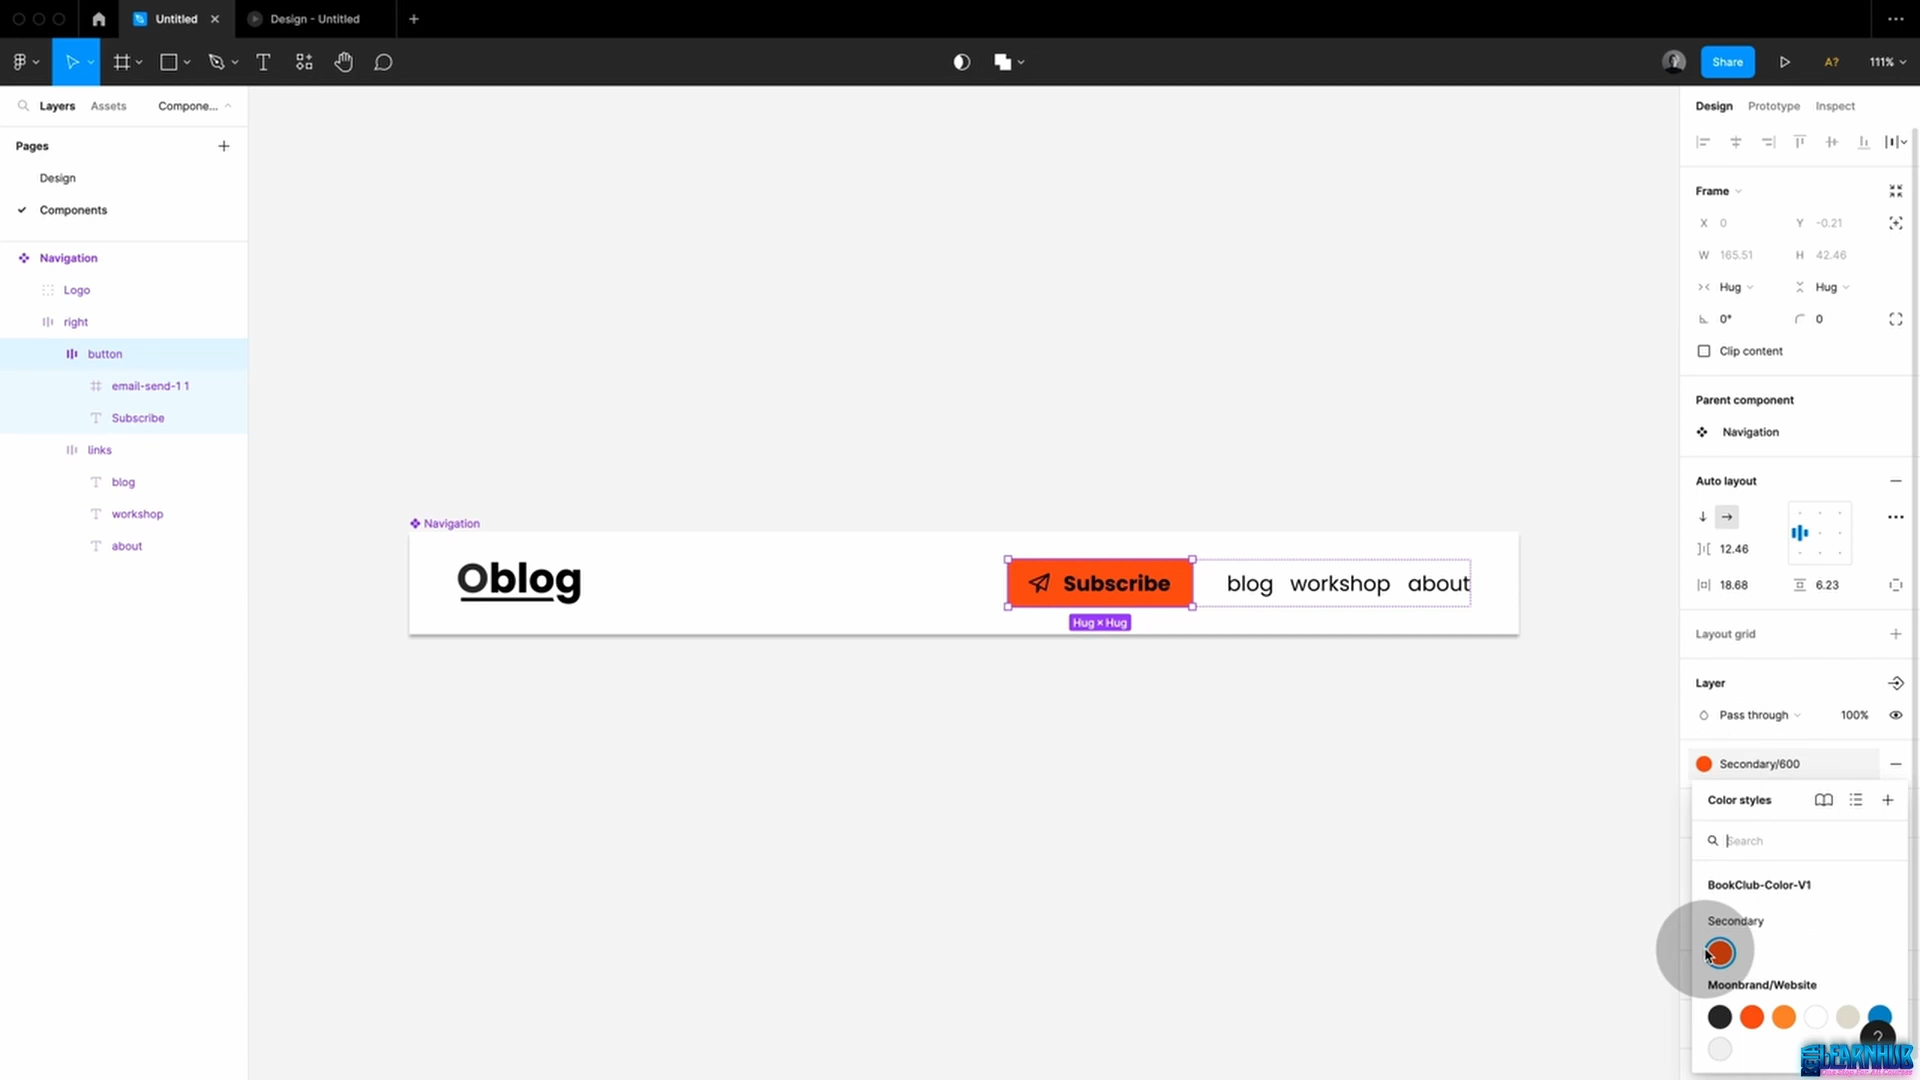 Untitled
Design - Untitled
Share
A?
111%
Layers
Assets
Compone...
Pages
Design
Components
Navigation
Logo
right
button
email-send-1 1
Subscribe
links
blog
workshop
about
Navigation
Oblog
Subscribe
blog workshop about
Hug × Hug
Design
Prototype
Inspect
Frame
X 0
Y -0.21
W 165.51
H 42.46
Hug
Hug
0°
0
Clip content
Parent component
Navigation
Auto layout
12.46
18.68
6.23
Layout grid
Layer
Pass through
100%
Secondary/600
Color styles
Search
BookClub-Color-V1
Secondary
Moonbrand/Website
?